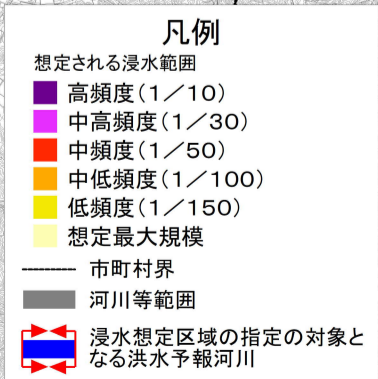 凡例
想定される浸水範囲
高頻度(1/10)
中高頻度(1/30)
中頻度(1/50)
中低頻度(1/100)
低頻度(1/150)
想定最大規模
市町村界
河川等範囲
浸水想定区域の指定の対象と
なる洪水予報河川